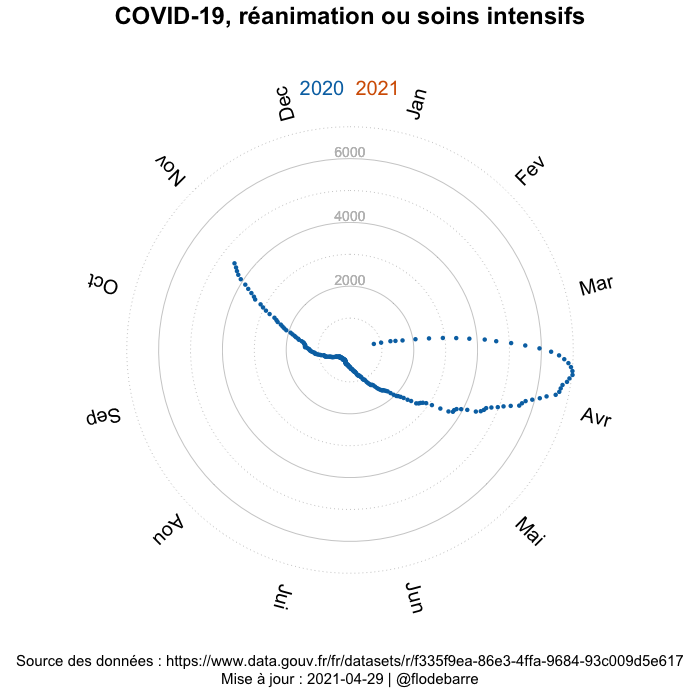 COVID-19, réanimation ou soins intensifs
2020 2021
Dec
Jan
Nov
Fev
Oct
Mar
Sep
Avr
Aou
Mai
Jui
Jun
6000
4000
2000
Source des données : https://www.data.gouv.fr/fr/datasets/r/f335f9ea-86e3-4ffa-9684-93c009d5e617
Mise à jour : 2021-04-29 | @flodebarre